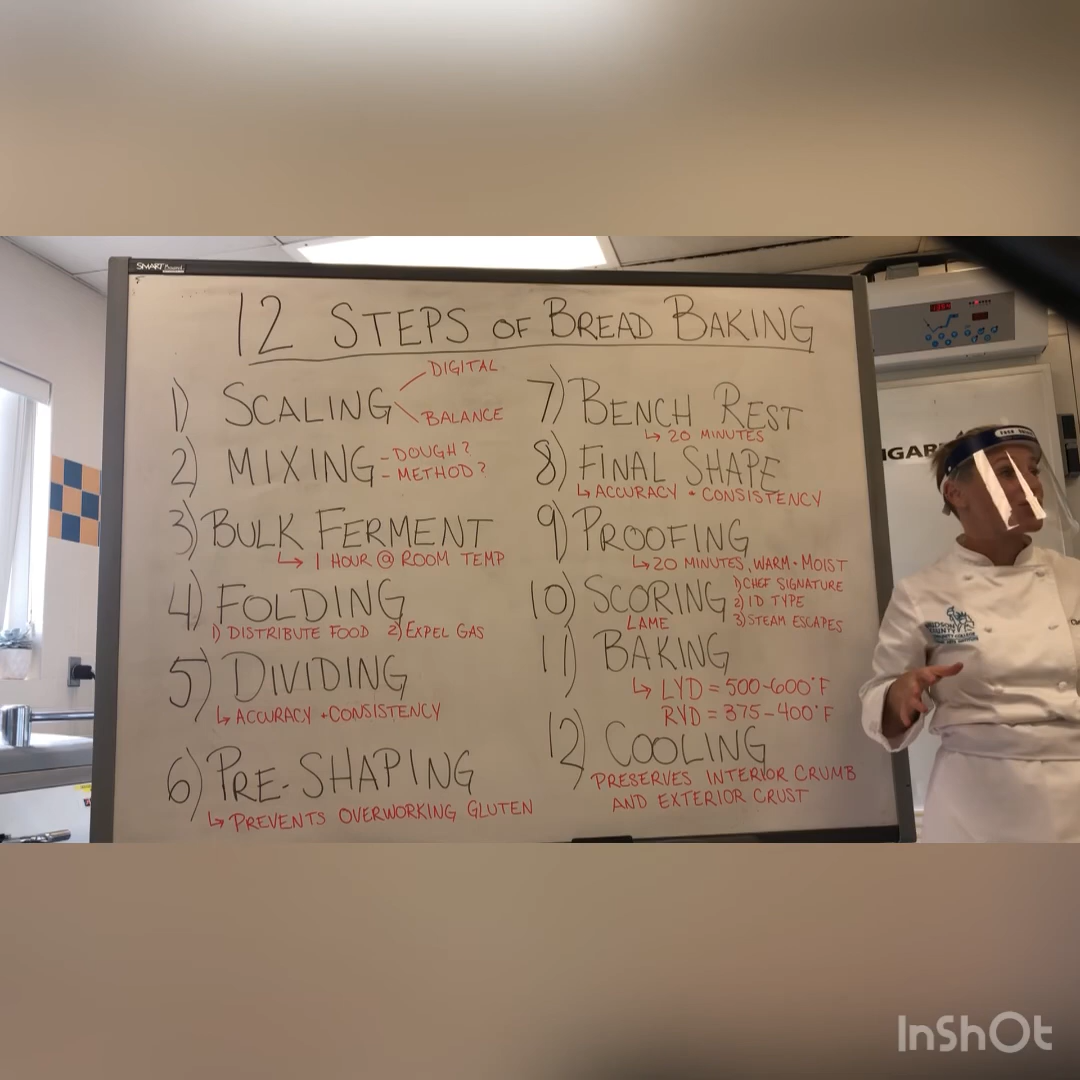 SMART
12 STEPS OF BREAD BAKING
1) SCALING
DIGITAL
BALANCE
2) MIXING
- DOUGH?
- METHOD?
3) BULK FERMENT
↳ 1 HOUR @ ROOM TEMP
4) FOLDING
1) DISTRIBUTE FOOD 2) EXPEL GAS
5) DIVIDING
↳ ACCURACY + CONSISTENCY
6) PRE-SHAPING
↳ PREVENTS OVERWORKING GLUTEN
7) BENCH REST
↳ 20 MINUTES
8) FINAL SHAPE
↳ ACCURACY + CONSISTENCY
9) PROOFING
↳ 20 MINUTES, WARM + MOIST
10) SCORING
LAME
1) CHEF SIGNATURE
2) ID TYPE
3) STEAM ESCAPES
11) BAKING
↳ LYD = 500-600°F
RYD = 375-400°F
12) COOLING
PRESERVES INTERIOR CRUMB
AND EXTERIOR CRUST
InShOt